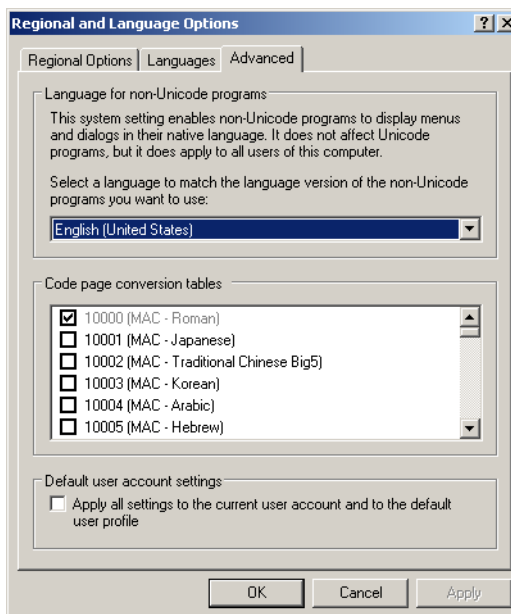 Regional and Language Options
Regional Options Languages Advanced
Language for non-Unicode programs
This system setting enables non-Unicode programs to display menus
and dialogs in their native language. It does not affect Unicode
programs, but it does apply to all users of this computer.
Select a language to match the language version of the non-Unicode
programs you want to use:
English (United States)
Code page conversion tables
10000 (MAC - Roman)
10001 (MAC - Japanese)
10002 (MAC - Traditional Chinese Big5)
10003 (MAC - Korean)
10004 (MAC - Arabic)
10005 (MAC - Hebrew)
Default user account settings
Apply all settings to the current user account and to the default
user profile
OK Cancel Apply